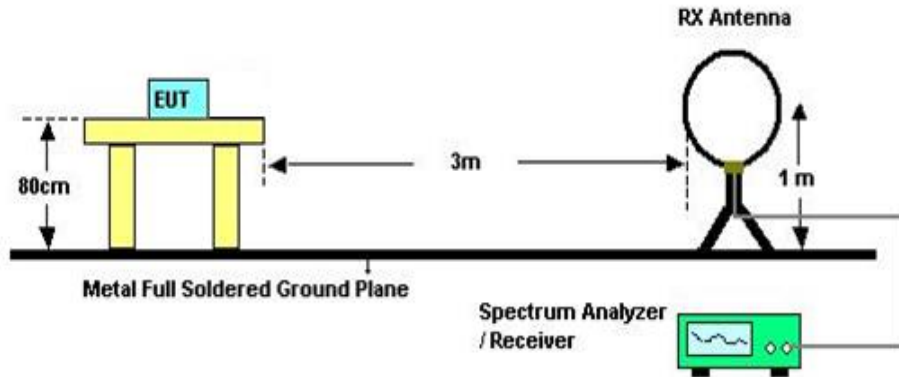 RX Antenna
EUT
80cm
3m
1 m
Metal Full Soldered Ground Plane
Spectrum Analyzer
/ Receiver